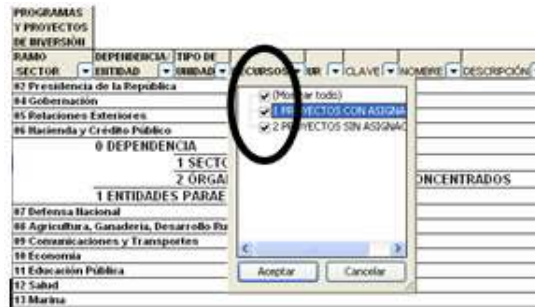 PROGRAMAS
Y PROYECTOS
DE INVERSIÓN
RAMO DEPENDENCIA/ TIPO DE
SECTOR ENTIDAD UNIDAD RECURSOS UR CLAVE NOMBRE DESCRIPCIÓN
02 Presidencia de la República
04 Gobernación
05 Relaciones Exteriores
06 Hacienda y Crédito Público
0 DEPENDENCIA
1 SECTO
2 ÓRGA NCENTRADOS
1 ENTIDADES PARAE
07 Defensa Nacional
08 Agricultura, Ganadería, Desarrollo Ru
09 Comunicaciones y Transportes
10 Economía
11 Educación Pública
12 Salud
13 Marina
(Mostrar todo)
1 PROYECTOS CON ASIGNA
2 PROYECTOS SIN ASIGNAC
Aceptar Cancelar